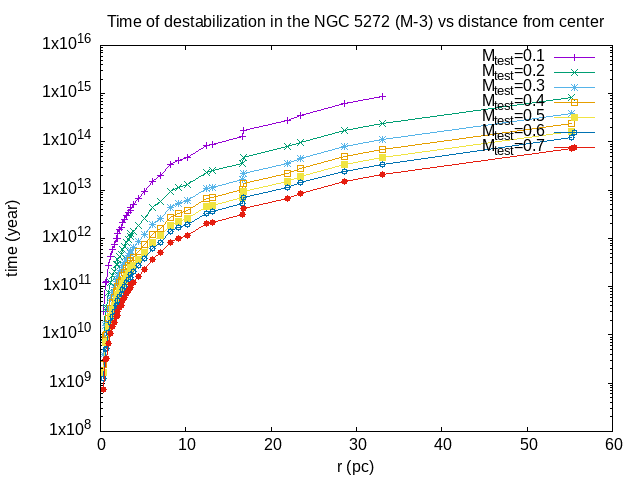 Time of destabilization in the NGC 5272 (M-3) vs distance from center
time (year)
1x10^16
1x10^15
1x10^14
1x10^13
1x10^12
1x10^11
1x10^10
1x10^9
1x10^8
M_test=0.1
M_test=0.2
M_test=0.3
M_test=0.4
M_test=0.5
M_test=0.6
M_test=0.7
0 10 20 30 40 50 60
r (pc)